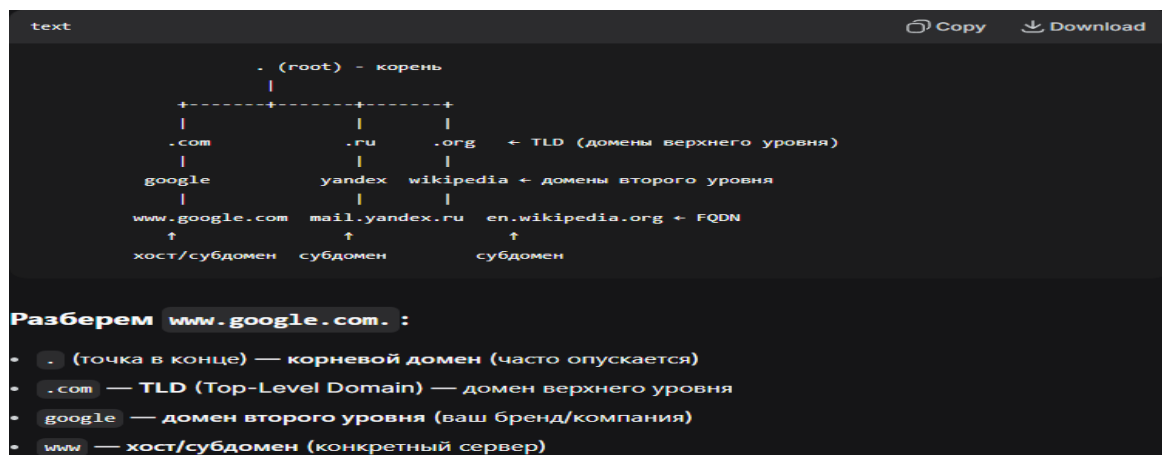 text Copy Download
. (root) - корень
|
+-------+-------+-------+
| | |
.com .ru .org ← TLD (домены верхнего уровня)
| | |
google yandex wikipedia ← домены второго уровня
| | |
www.google.com mail.yandex.ru en.wikipedia.org ← FQDN
↑ ↑ ↑
хост/субдомен субдомен субдомен
Разберем www.google.com. :
• . (точка в конце) — корневой домен (часто опускается)
• .com — TLD (Top-Level Domain) — домен верхнего уровня
• google — домен второго уровня (ваш бренд/компания)
• www — хост/субдомен (конкретный сервер)